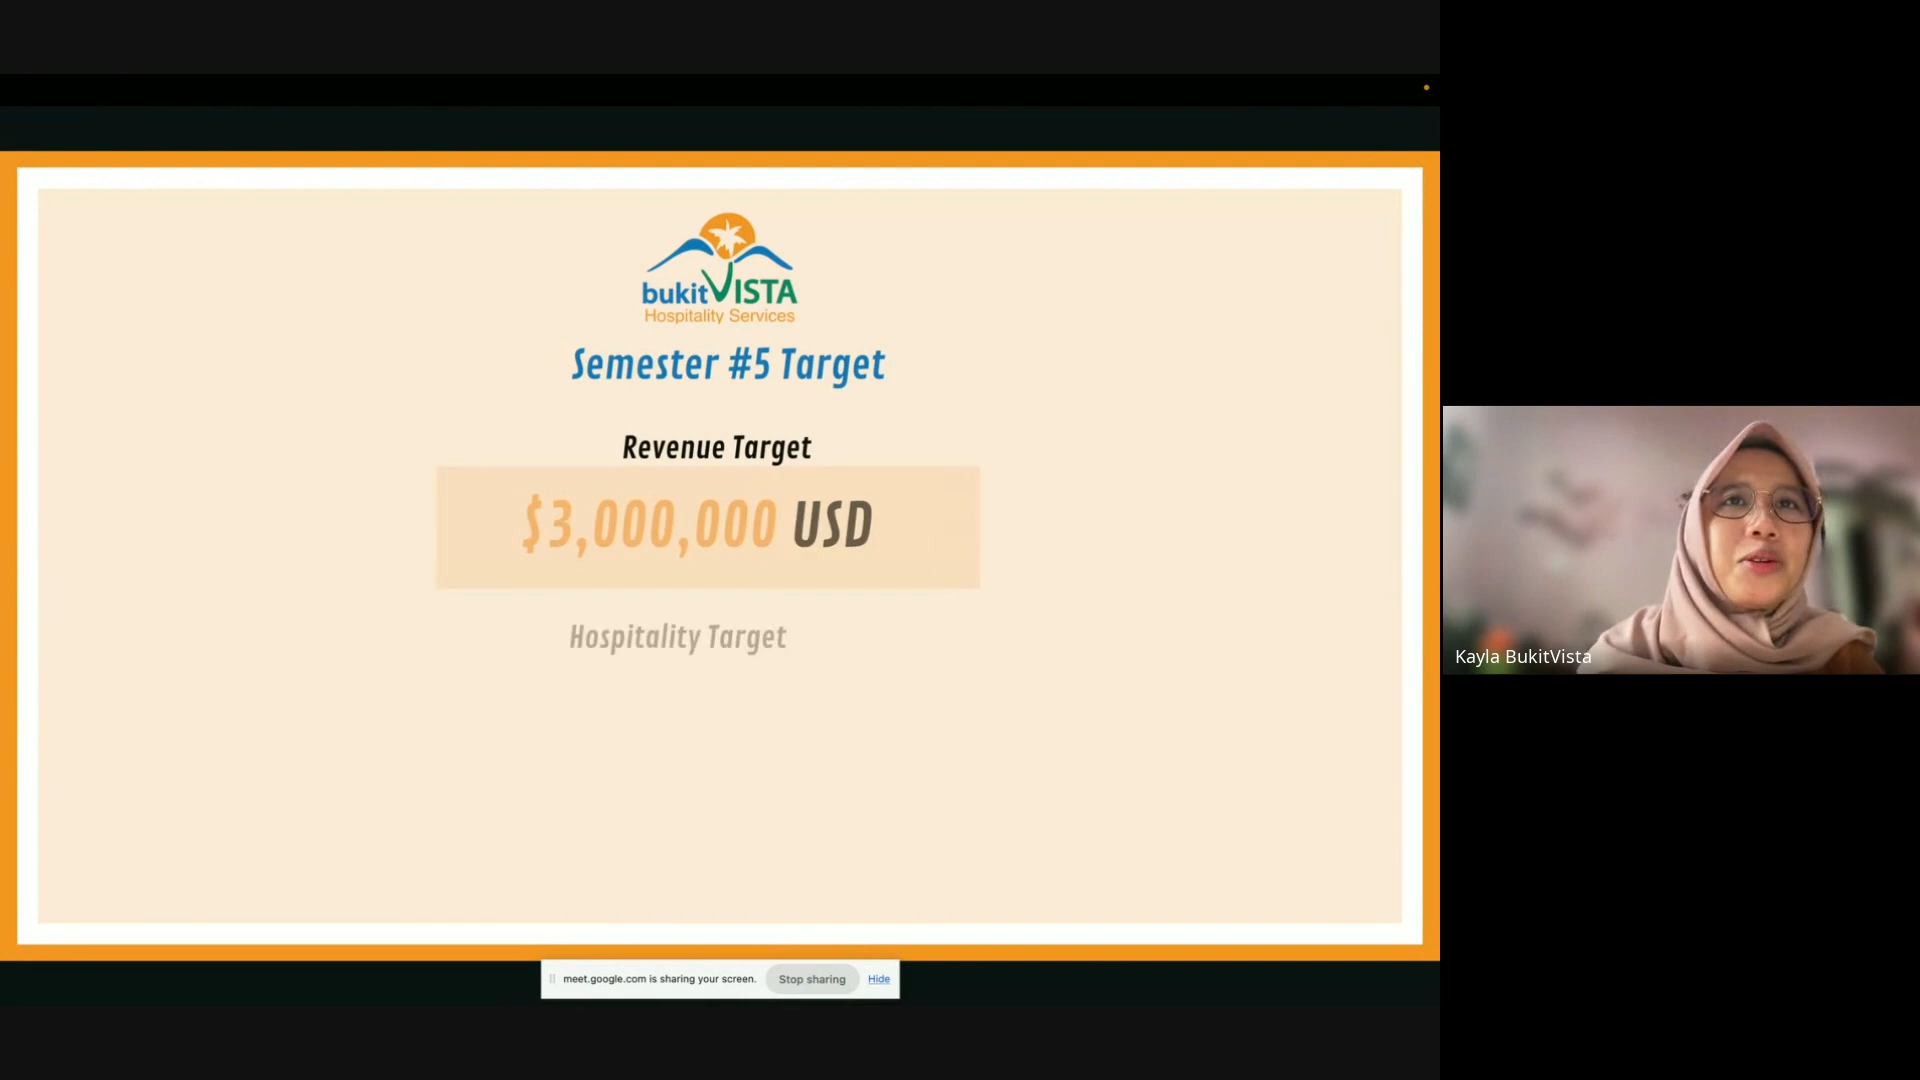 bukitVISTA
Hospitality Services
Semester #5 Target
Revenue Target
$3,000,000 USD
Hospitality Target
Kayla BukitVista
meet.google.com is sharing your screen. Stop sharing Hide